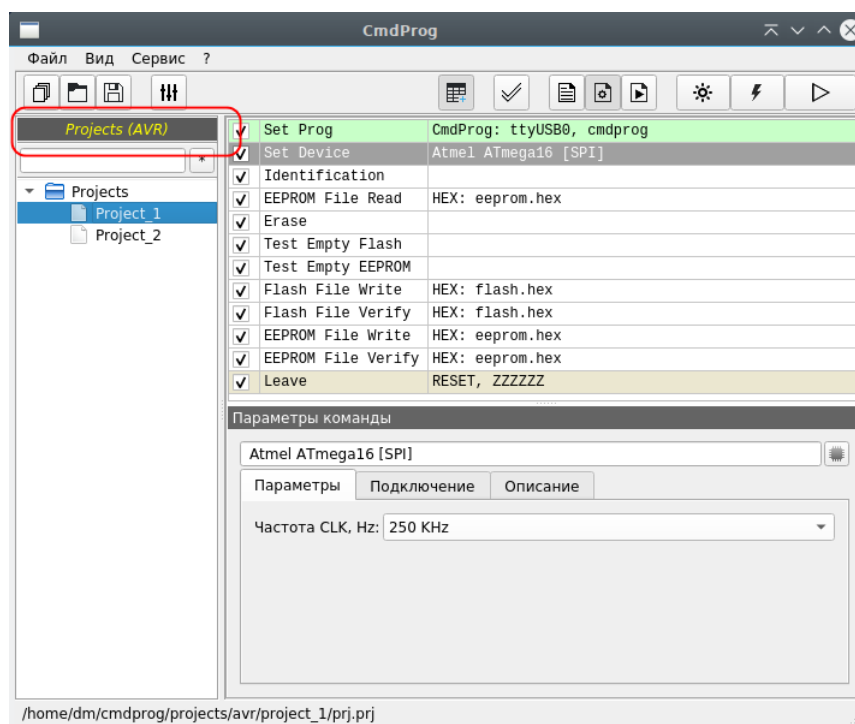 CmdProg
Файл Вид Сервис ?
Projects (AVR)
*
Projects
Project_1
Project_2
Set Prog CmdProg: ttyUSB0, cmdprog
Set Device Atmel ATmega16 [SPI]
Identification
EEPROM File Read HEX: eeprom.hex
Erase
Test Empty Flash
Test Empty EEPROM
Flash File Write HEX: flash.hex
Flash File Verify HEX: flash.hex
EEPROM File Write HEX: eeprom.hex
EEPROM File Verify HEX: eeprom.hex
Leave RESET, ZZZZZZ
Параметры команды
Atmel ATmega16 [SPI]
Параметры Подключение Описание
Частота CLK, Hz: 250 KHz
/home/dm/cmdprog/projects/avr/project_1/prj.prj